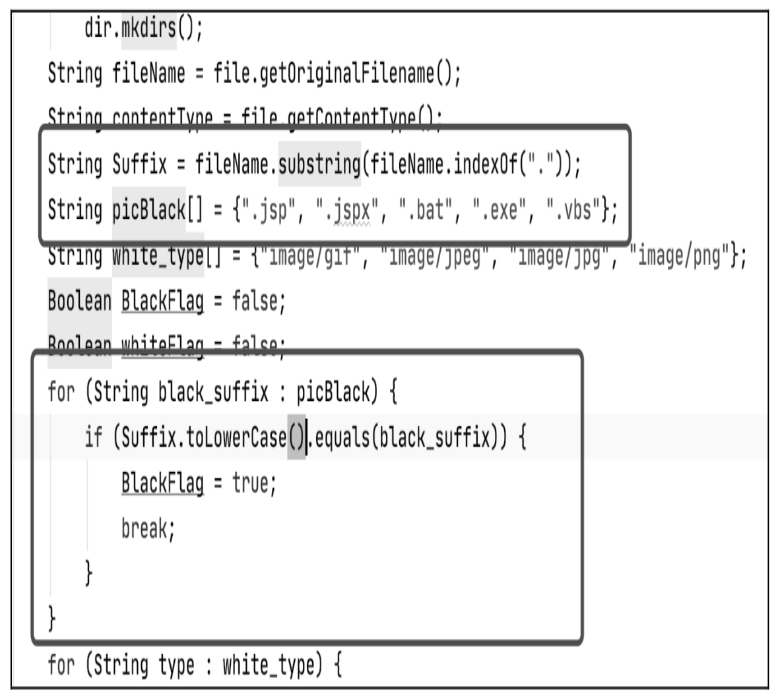 dir.mkdirs();
String fileName = file.getOriginalFilename();
String contentType = file.getContentType();
String Suffix = fileName.substring(fileName.indexOf("."));
String picBlack[] = {".jsp", ".jspx", ".bat", ".exe", ".vbs"};
String white_type[] = {"image/gif", "image/jpeg", "image/jpg", "image/png"};
Boolean BlackFlag = false;
Boolean whiteFlag = false;
for (String black_suffix : picBlack) {
if (Suffix.toLowerCase().equals(black_suffix)) {
BlackFlag = true;
break;
}
}
for (String type : white_type) {